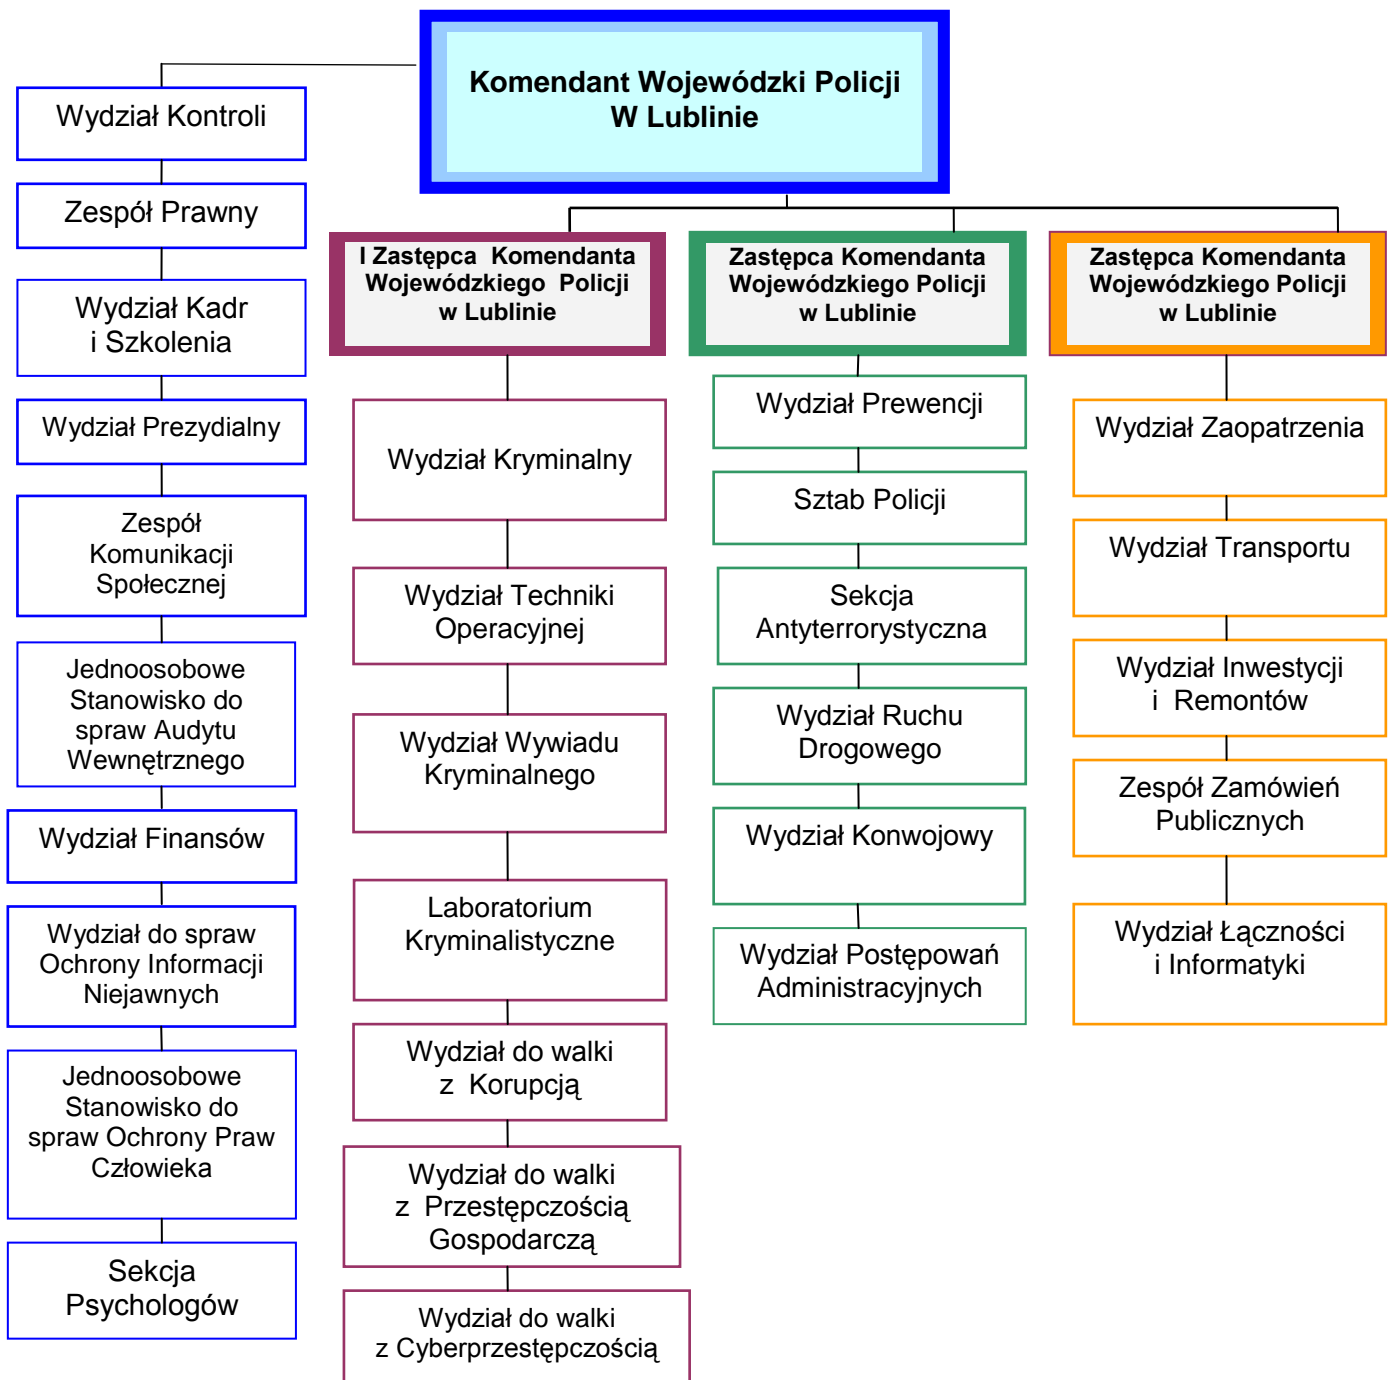 Komendant Wojewódzki Policji
W Lublinie
Wydział Kontroli
Zespół Prawny
Wydział Kadr
i Szkolenia
Wydział Prezydialny
Zespół
Komunikacji
Społecznej
Jednoosobowe
Stanowisko do
spraw Audytu
Wewnętrznego
Wydział Finansów
Wydział do spraw
Ochrony Informacji
Niejawnych
Jednoosobowe
Stanowisko do
spraw Ochrony Praw
Człowieka
Sekcja
Psychologów
I Zastępca Komendanta
Wojewódzkiego Policji
w Lublinie
Wydział Kryminalny
Wydział Techniki
Operacyjnej
Wydział Wywiadu
Kryminalnego
Laboratorium
Kryminalistyczne
Wydział do walki
z Korupcją
Wydział do walki
z Przestępczością
Gospodarczą
Wydział do walki
z Cyberprzestępczością
Zastępca Komendanta
Wojewódzkiego Policji
w Lublinie
Wydział Prewencji
Sztab Policji
Sekcja
Antyterrorystyczna
Wydział Ruchu
Drogowego
Wydział Konwojowy
Wydział Postępowań
Administracyjnych
Zastępca Komendanta
Wojewódzkiego Policji
w Lublinie
Wydział Zaopatrzenia
Wydział Transportu
Wydział Inwestycji
i Remontów
Zespół Zamówień
Publicznych
Wydział Łączności
i Informatyki